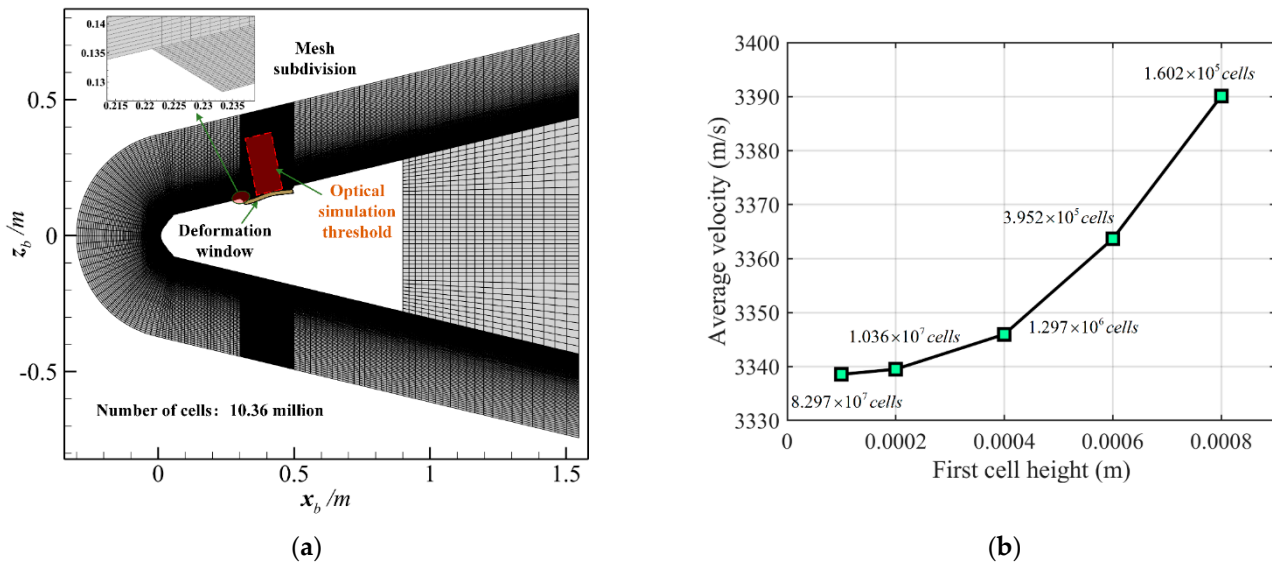 0.14
0.135
0.13
0.215 0.22 0.225 0.23 0.235
Mesh
subdivision
0.5
0
-0.5
z_b /m
Optical
simulation
threshold
Deformation
window
Number of cells: 10.36 million
0 0.5 1 1.5
x_b /m
(a)
3400
3390
3380
3370
3360
3350
3340
3330
Average velocity (m/s)
1.602×10^5 cells
3.952×10^5 cells
1.297×10^6 cells
1.036×10^7 cells
8.297×10^7 cells
0 0.0002 0.0004 0.0006 0.0008
First cell height (m)
(b)